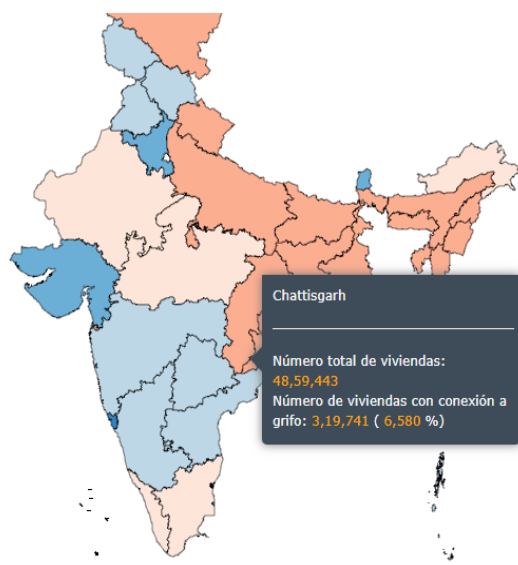 Chattisgarh
Número total de viviendas:
48,59,443
Número de viviendas con conexión a
grifo: 3,19,741 ( 6,580 %)